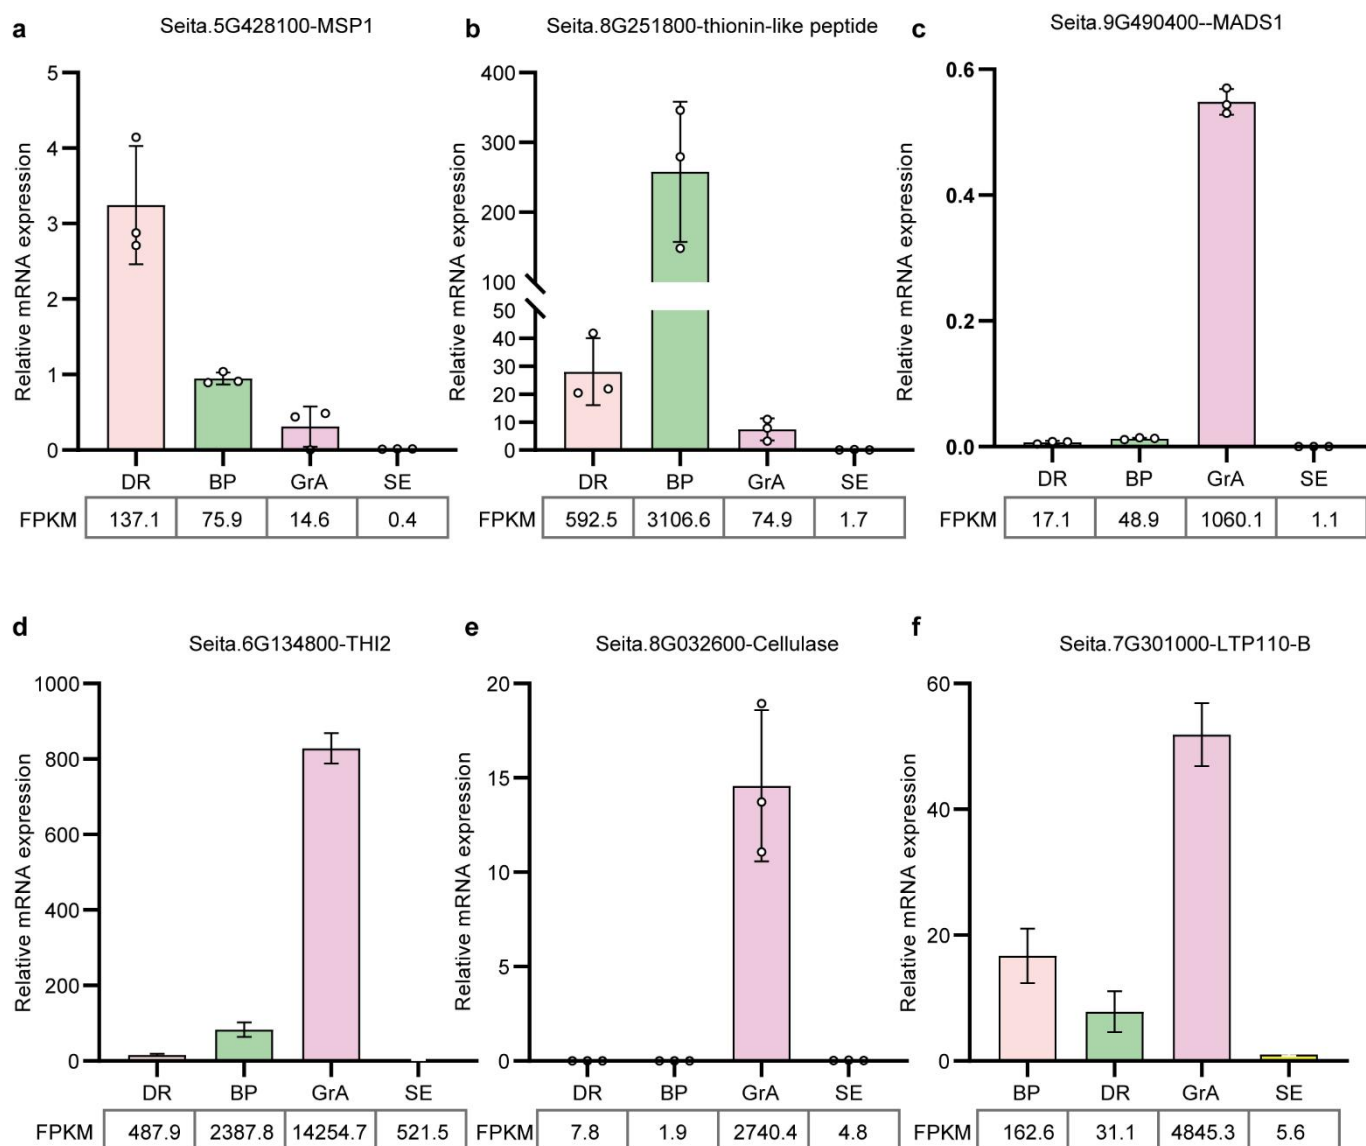 a Seita.5G428100-MSP1
Relative mRNA expression
5
4
3
2
1
0
DR BP GrA SE
FPKM 137.1 75.9 14.6 0.4
b Seita.8G251800-thionin-like peptide
Relative mRNA expression
400
300
200
100
50
40
30
20
10
0
DR BP GrA SE
FPKM 592.5 3106.6 74.9 1.7
c Seita.9G490400--MADS1
Relative mRNA expression
0.6
0.4
0.2
0.0
DR BP GrA SE
FPKM 17.1 48.9 1060.1 1.1
d Seita.6G134800-THI2
Relative mRNA expression
1000
800
600
400
200
0
DR BP GrA SE
FPKM 487.9 2387.8 14254.7 521.5
e Seita.8G032600-Cellulase
Relative mRNA expression
20
15
10
5
0
DR BP GrA SE
FPKM 7.8 1.9 2740.4 4.8
f Seita.7G301000-LTP110-B
Relative mRNA expression
60
40
20
0
BP DR GrA SE
FPKM 162.6 31.1 4845.3 5.6